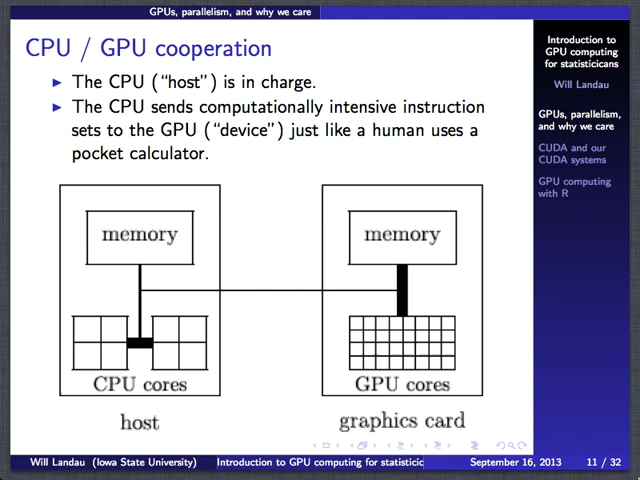 GPUs, parallelism, and why we care
CPU / GPU cooperation
The CPU (“host”) is in charge.
The CPU sends computationally intensive instruction
sets to the GPU (“device”) just like a human uses a
pocket calculator.
memory
CPU cores
host
memory
GPU cores
graphics card
Introduction to
GPU computing
for statisticians
Will Landau
GPUs, parallelism,
and why we care
CUDA and our
CUDA systems
GPU computing
with R
Will Landau (Iowa State University)
Introduction to GPU computing for statistici
September 16, 2013
11 / 32